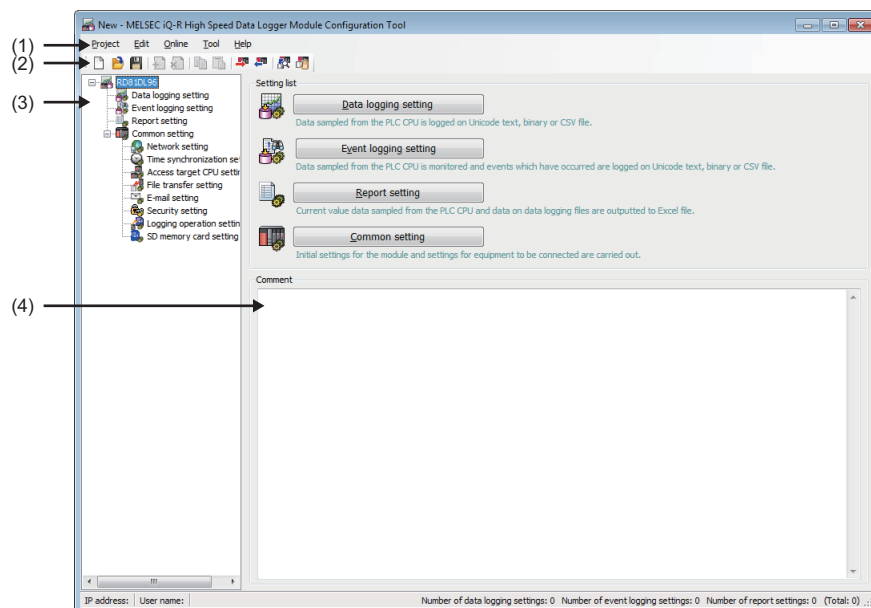 New - MELSEC iQ-R High Speed Data Logger Module Configuration Tool
(1)
Project Edit Online Tool Help
(2)
(3)
RD81DL96
Data logging setting
Event logging setting
Report setting
Common setting
Network setting
Time synchronization se
Access target CPU settir
File transfer setting
E-mail setting
Security setting
Logging operation settin
SD memory card setting
Setting list
Data logging setting
Data sampled from the PLC CPU is logged on Unicode text, binary or CSV file.
Event logging setting
Data sampled from the PLC CPU is monitored and events which have occurred are logged on Unicode text, binary or CSV file.
Report setting
Current value data sampled from the PLC CPU and data on data logging files are outputted to Excel file.
Common setting
Initial settings for the module and settings for equipment to be connected are carried out.
Comment
(4)
IP address: User name: Number of data logging settings: 0 Number of event logging settings: 0 Number of report settings: 0 (Total: 0)